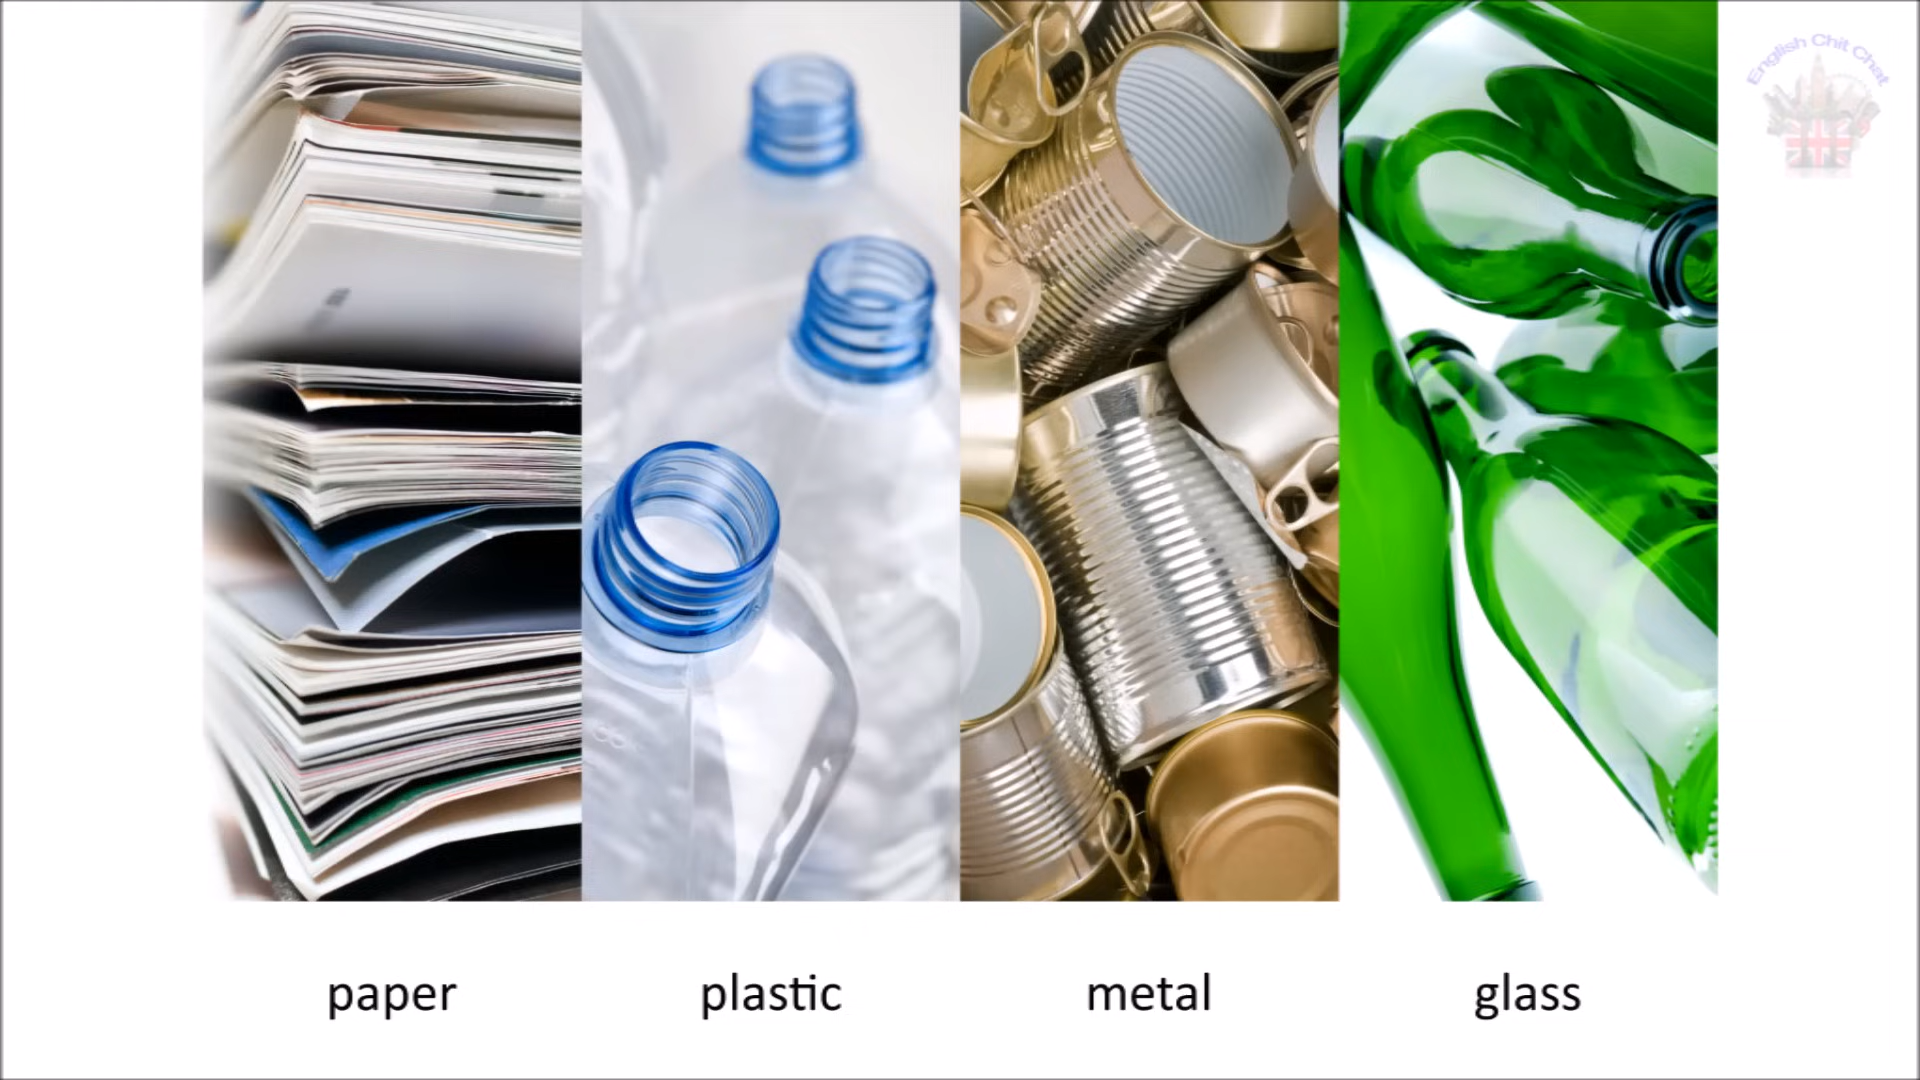 English Chit Chat
paper
plastic
metal
glass